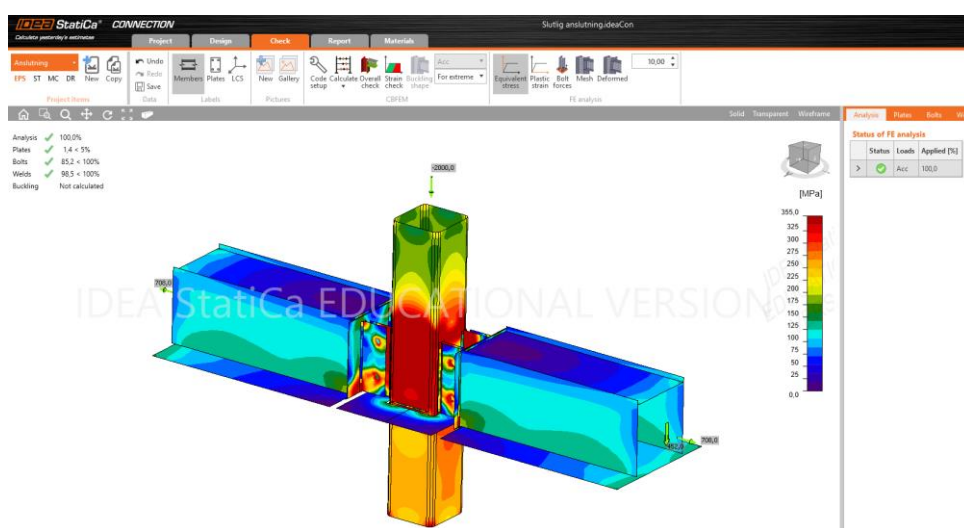 IDEA StatiCa® CONNECTION
Slutlig anslutning.ideaCon
Calculate yesterday's estimates
Project Design Check Report Materials
Anslutning
EPS ST MC DR New Copy
Undo
Redo
Save
Members Plates LCS
New Gallery
Code setup Calculate Overall check Strain check Buckling shape
Acc
For extreme
Equivalent stress Plastic strain Bolt forces Mesh Deformed
10,00
Project items Data Labels Pictures CBFEM FE analysis
Solid Transparent Wireframe
Analysis Plates Bolts
Analysis 100,0%
Plates 1,4 < 5%
Bolts 85,2 < 100%
Welds 98,5 < 100%
Buckling Not calculated
Status of FE analysis
Status Loads Applied [%]
> Acc 100,0
-2000,0
[MPa]
355,0
325
300
275
250
225
200
175
150
125
100
75
50
25
0,0
708,0
IDEA StatiCa EDUCATIONAL VERSION
708,0